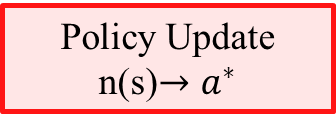 Policy Update
n(s)→ a*